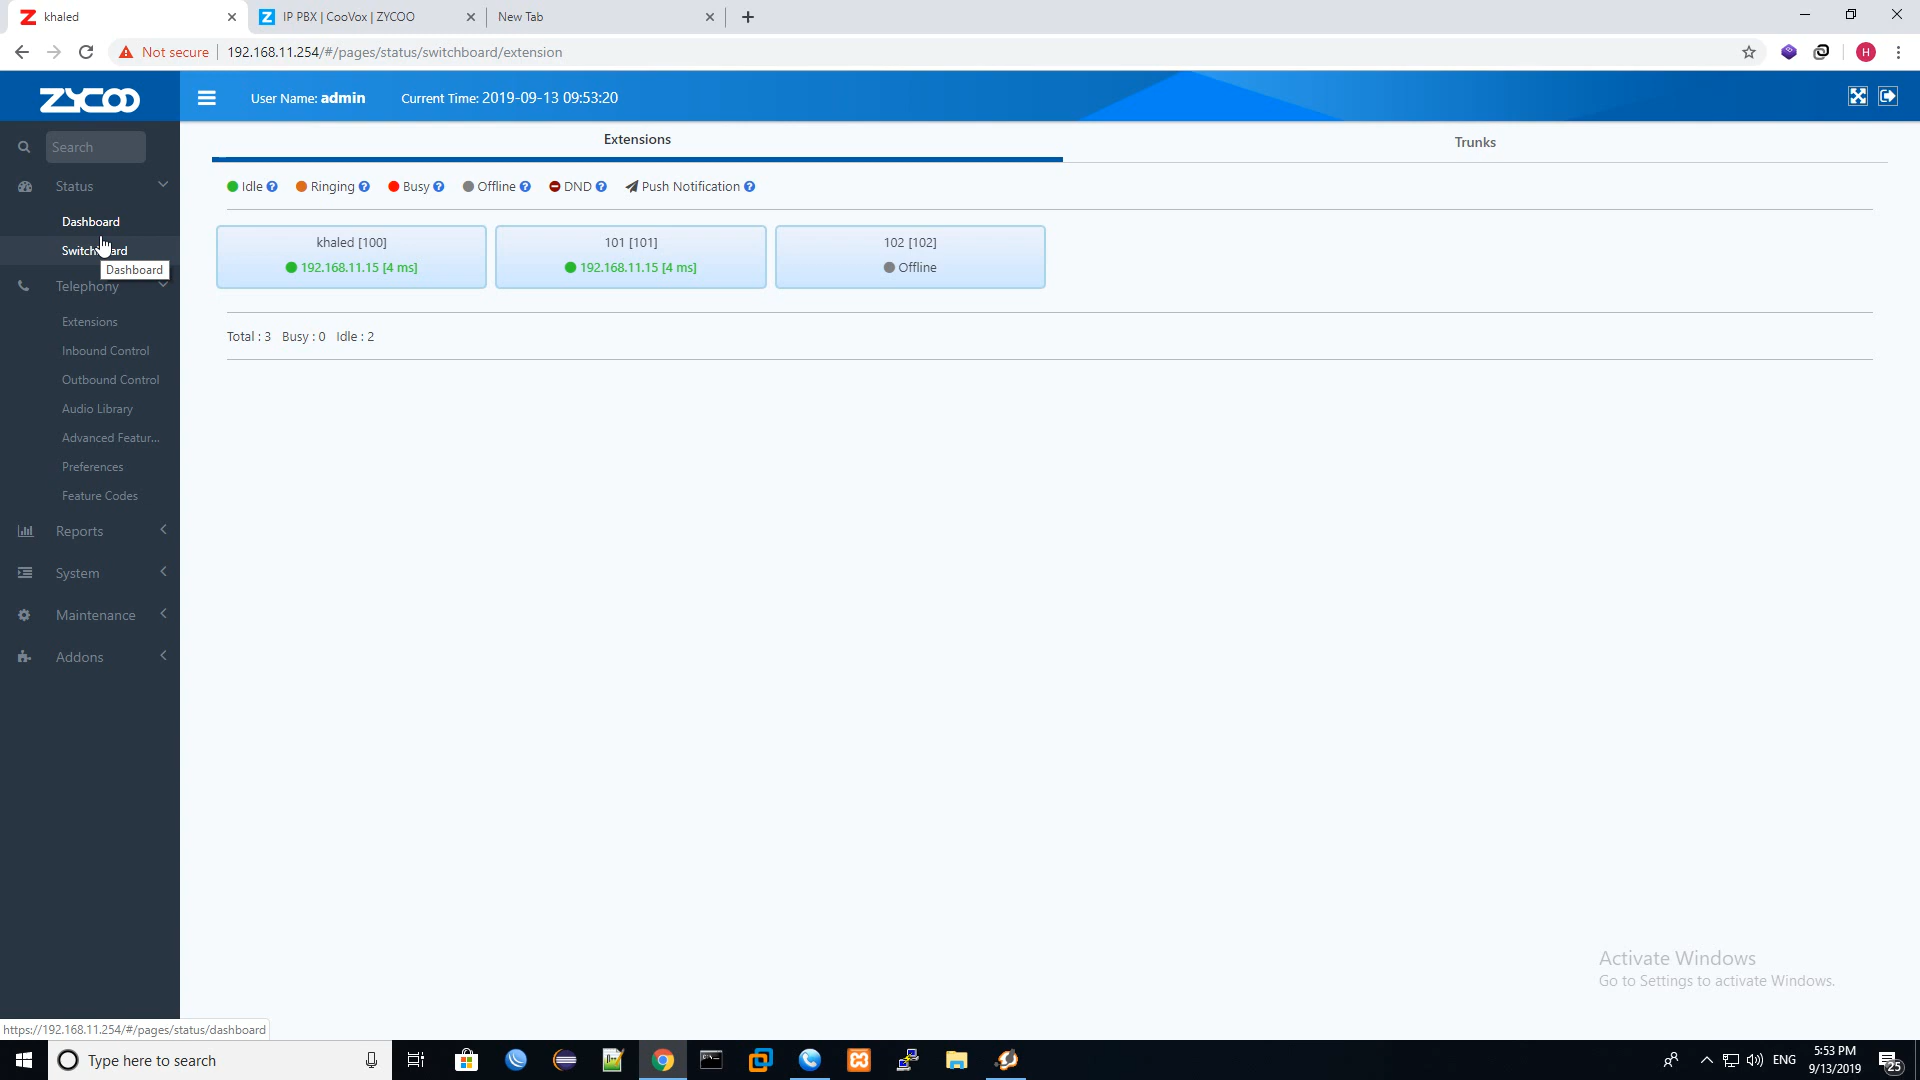 khaled
IP PBX | CooVox | ZYCOO
New Tab
Not secure
192.168.11.254/#/pages/status/switchboard/extension
H
ZYCOO
User Name: admin
Current Time: 2019-09-13 09:53:20
Search
Status
Dashboard
Dashboard
Telephony
Extensions
Inbound Control
Outbound Control
Audio Library
Advanced Featur...
Preferences
Feature Codes
Reports
System
Maintenance
Addons
Extensions
Trunks
Idle ? Ringing ? Busy ? Offline ? DND ? Push Notification ?
khaled [100]
192.168.11.15 [4 ms]
101 [101]
192.168.11.15 [4 ms]
102 [102]
Offline
Total : 3 Busy : 0 Idle : 2
Activate Windows
Go to Settings to activate Windows.
https://192.168.11.254/#/pages/status/dashboard
Type here to search
ENG
5:53 PM
9/13/2019
25